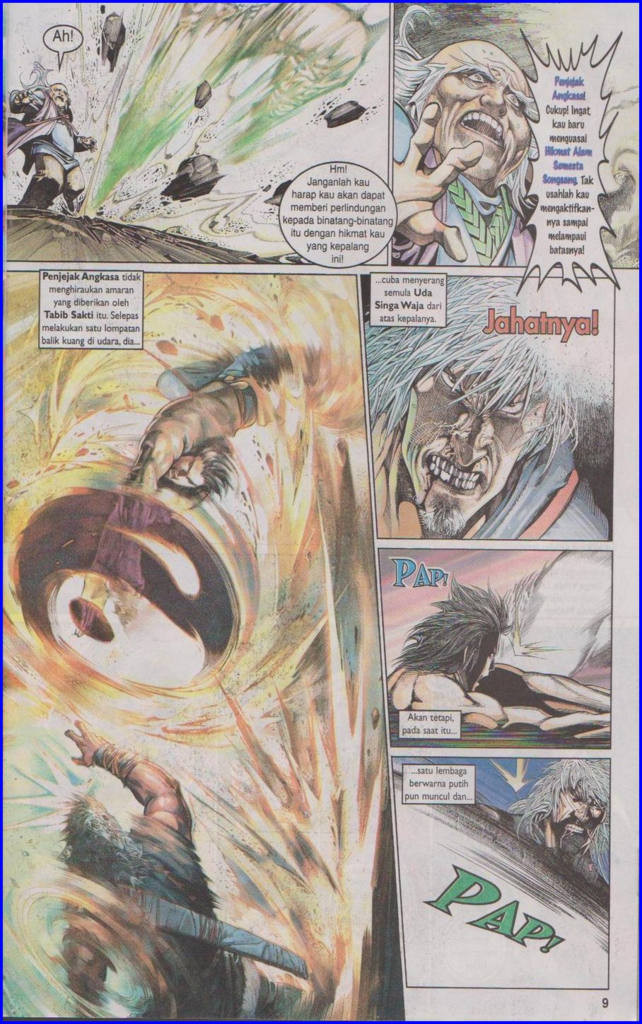 Ah!
Hm!
Janganlah kau
harap kau akan dapat
memberi perlindungan
kepada binatang-binatang
itu dengan hikmat kau
yang kepalang
ini!
Penjejak
Angkasa!
Cukup! Ingat
kau baru
menguasai
Hikmat Alam
Semesta
Songsang. Tak
usahlah kau
mengaktifkan-
nya sampai
melampaui
batasnya!
Penjejak Angkasa tidak
menghiraukan amaran
yang diberikan oleh
Tabib Sakti itu. Selepas
melakukan satu lompatan
balik kuang di udara, dia...
...cuba menyerang
semula Uda
Singa Waja dari
atas kepalanya.
Jahatnya!
PAP!
Akan tetapi,
pada saat itu...
...satu lembaga
berwarna putih
pun muncul dan...
PAP!
9